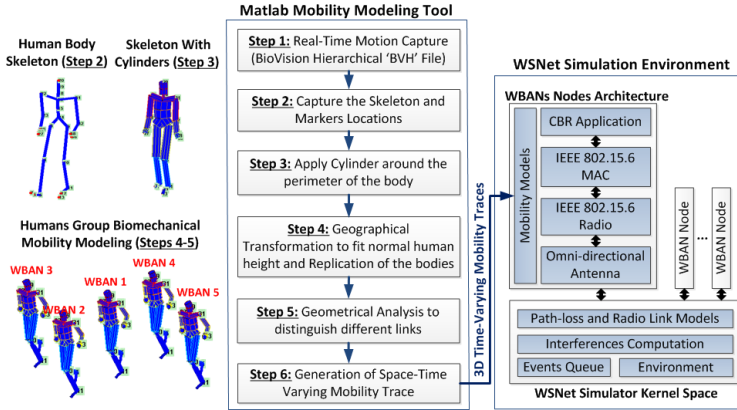 Human Body
Skeleton (Step 2)
Skeleton With
Cylinders (Step 3)
Humans Group Biomechanical
Mobility Modeling (Steps 4-5)
WBAN 3
WBAN 2
WBAN 1
WBAN 4
WBAN 5
Matlab Mobility Modeling Tool
Step 1: Real-Time Motion Capture
(BioVision Hierarchical 'BVH' File)
Step 2: Capture the Skeleton and
Markers Locations
Step 3: Apply Cylinder around the
perimeter of the body
Step 4: Geographical
Transformation to fit normal human
height and Replication of the bodies
Step 5: Geometrical Analysis to
distinguish different links
Step 6: Generation of Space-Time
Varying Mobility Trace
3D Time-Varying Mobility Traces
WSNet Simulation Environment
WBANs Nodes Architecture
Mobility Models
CBR Application
IEEE 802.15.6
MAC
IEEE 802.15.6
Radio
Omni-directional
Antenna
WBAN Node
...
WBAN Node
Path-loss and Radio Link Models
Interferences Computation
Events Queue
Environment
WSNet Simulator Kernel Space